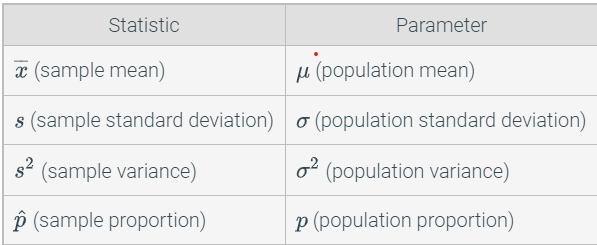 Statistic Parameter
x̅ (sample mean) μ (population mean)
s (sample standard deviation) σ (population standard deviation)
s² (sample variance) σ² (population variance)
p̂ (sample proportion) p (population proportion)